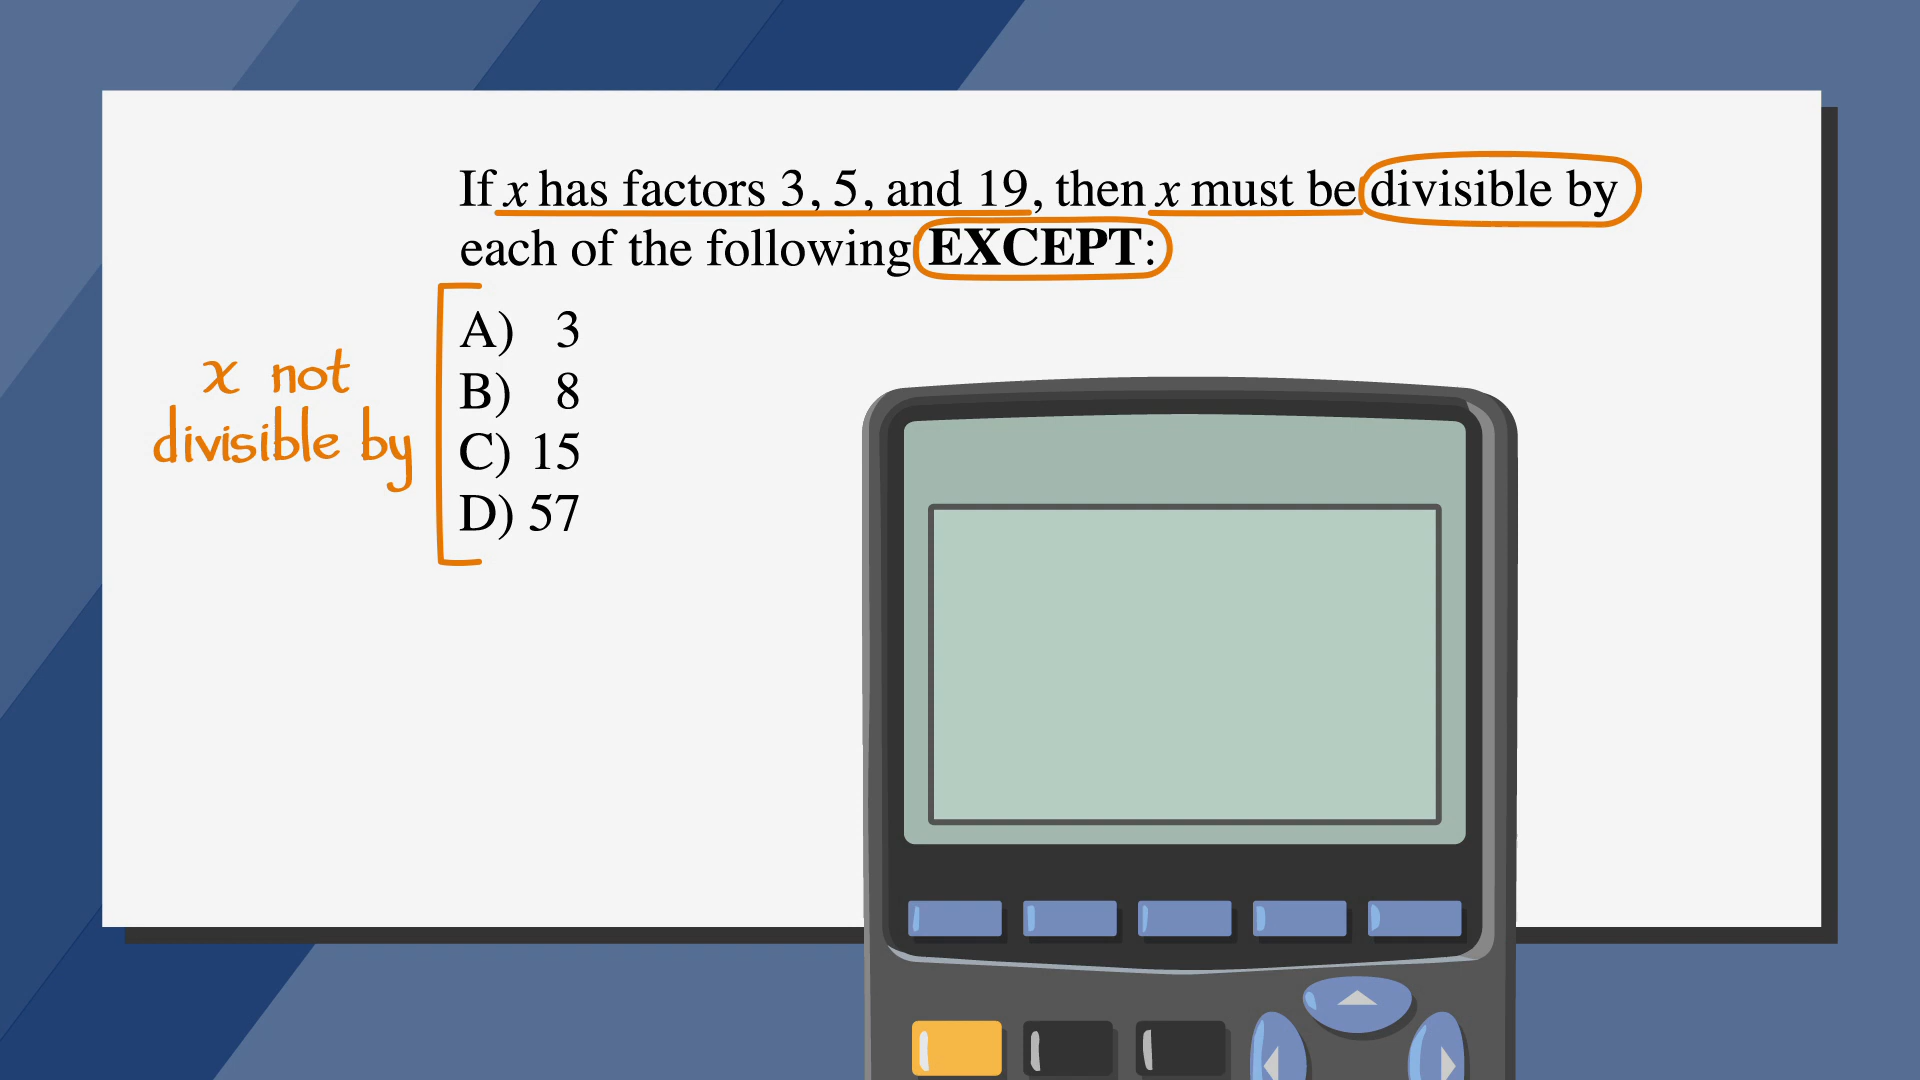 If x has factors 3, 5, and 19, then x must be divisible by
each of the following EXCEPT:
A) 3
B) 8
C) 15
D) 57
x not
divisible by